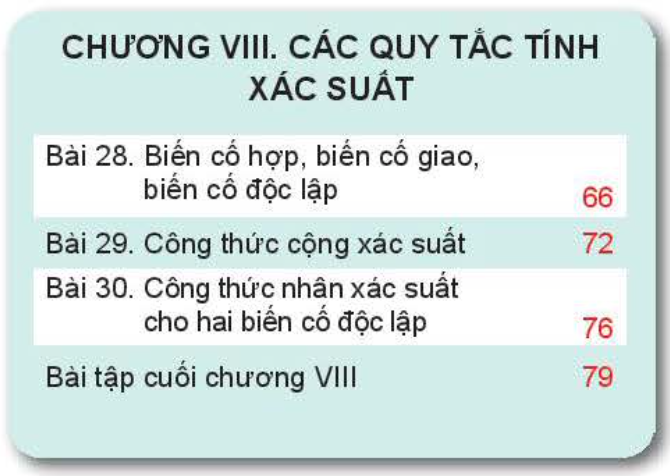 CHƯƠNG VIII. CÁC QUY TẮC TÍNH
XÁC SUẤT
Bài 28. Biến cố hợp, biến cố giao,
biến cố độc lập 66
Bài 29. Công thức cộng xác suất 72
Bài 30. Công thức nhân xác suất
cho hai biến cố độc lập 76
Bài tập cuối chương VIII 79